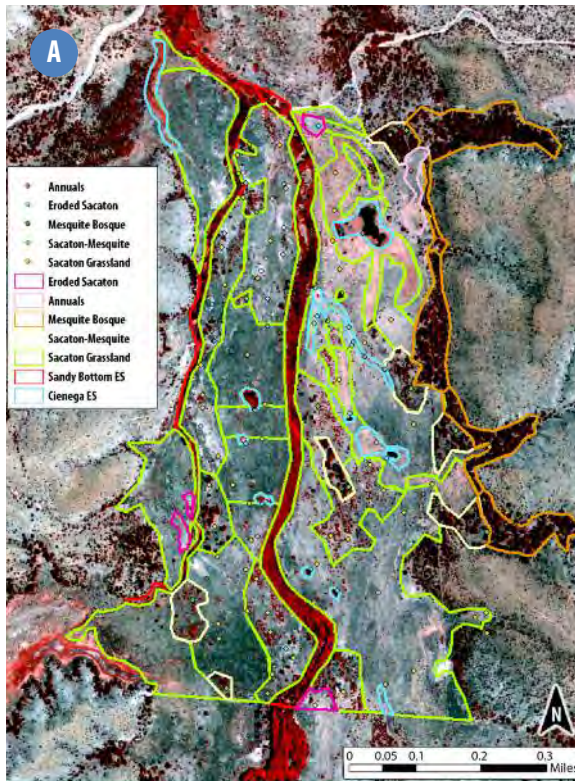 A
Annuals
Eroded Sacaton
Mesquite Bosque
Sacaton-Mesquite
Sacaton Grassland
Eroded Sacaton
Annuals
Mesquite Bosque
Sacaton-Mesquite
Sacaton Grassland
Sandy Bottom ES
Cienega ES
N
0 0.05 0.1 0.2 0.3
Miles